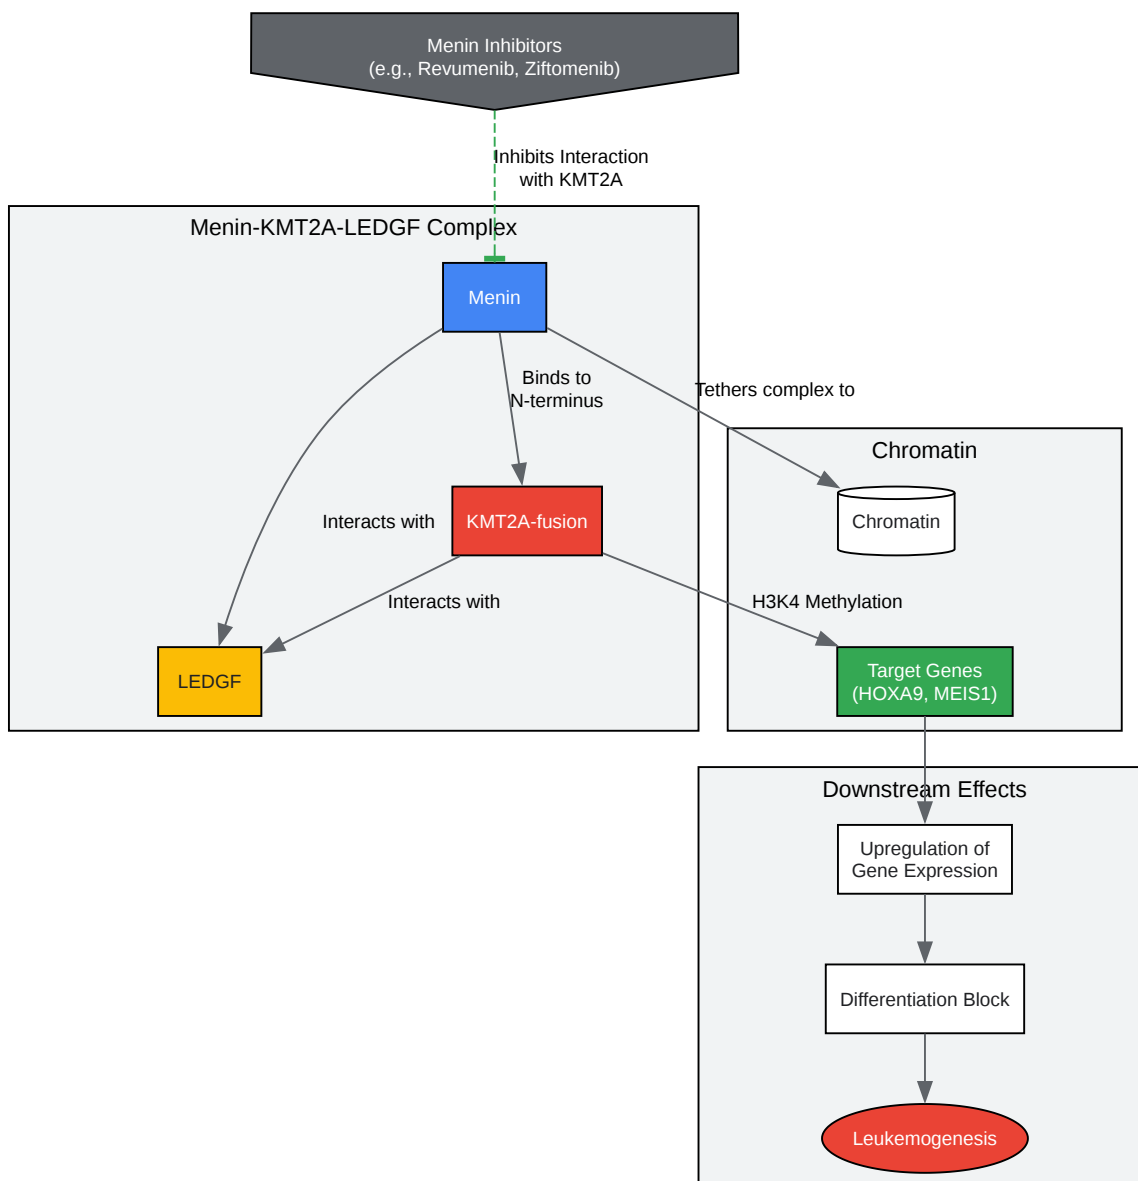 Menin Inhibitors
(e.g., Revumenib, Ziftomenib)
Inhibits Interaction
with KMT2A
Menin-KMT2A-LEDGF Complex
Menin
Binds to
N-terminus
Tethers complex to
Chromatin
Chromatin
Interacts with
KMT2A-fusion
Interacts with
H3K4 Methylation
LEDGF
Target Genes
(HOXA9, MEIS1)
Downstream Effects
Upregulation of
Gene Expression
Differentiation Block
Leukemogenesis